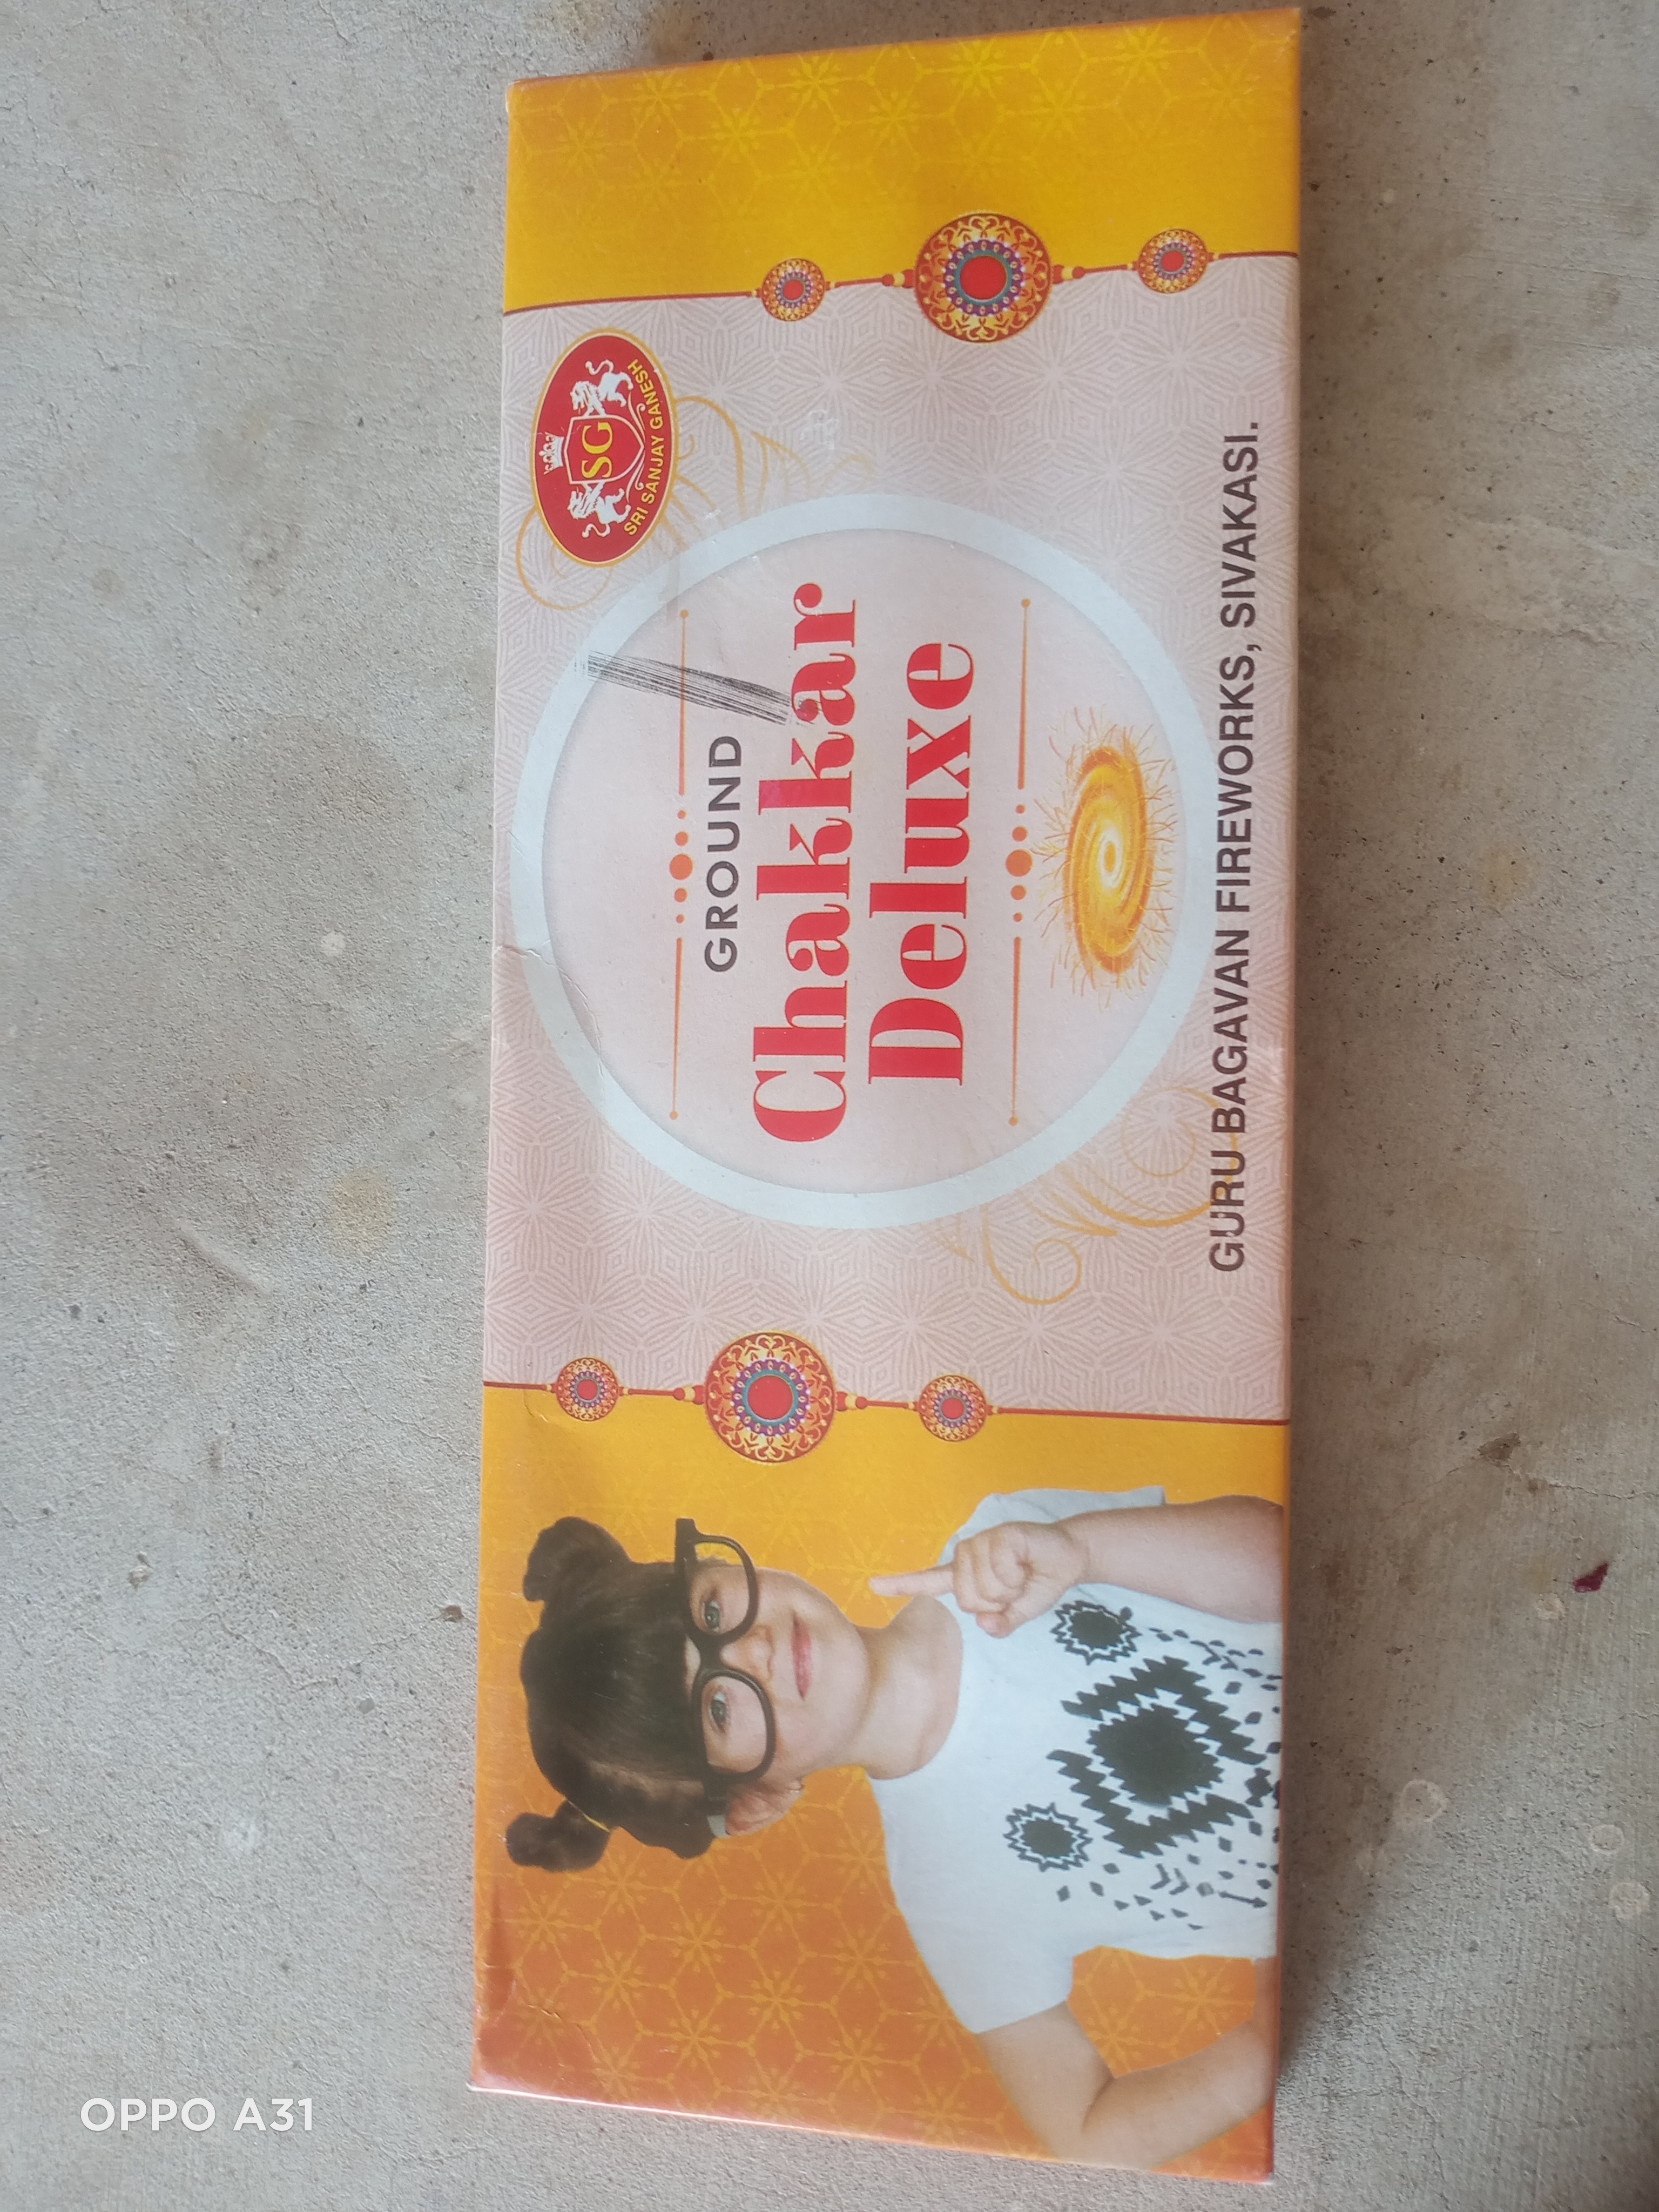 SG
SRI SANJAY GANESH
GROUND
Chakkar
Deluxe
GURU BAGAVAN FIREWORKS, SIVAKASI.
OPPO A31